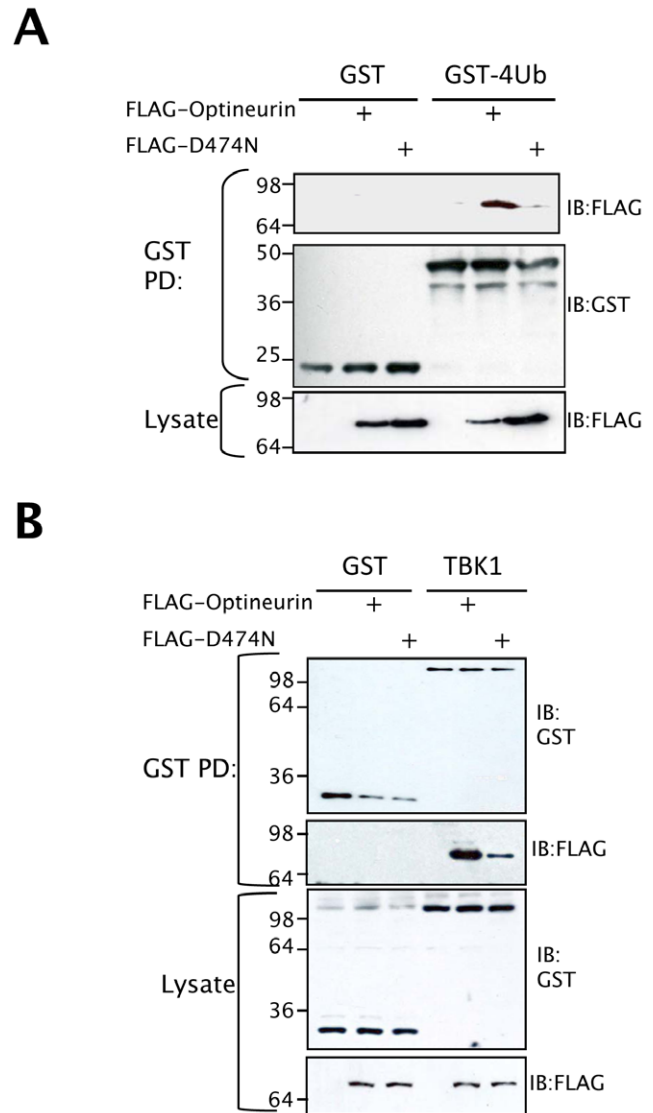 A
GST GST-4Ub
FLAG-Optineurin + +
FLAG-D474N + +
98
64
IB:FLAG
GST
PD:
50
36
25
IB:GST
Lysate
98
64
IB:FLAG
B
GST TBK1
FLAG-Optineurin + +
FLAG-D474N + +
GST PD:
98
64
36
IB:
GST
98
64
IB:FLAG
Lysate
98
64
36
IB:
GST
64
IB:FLAG